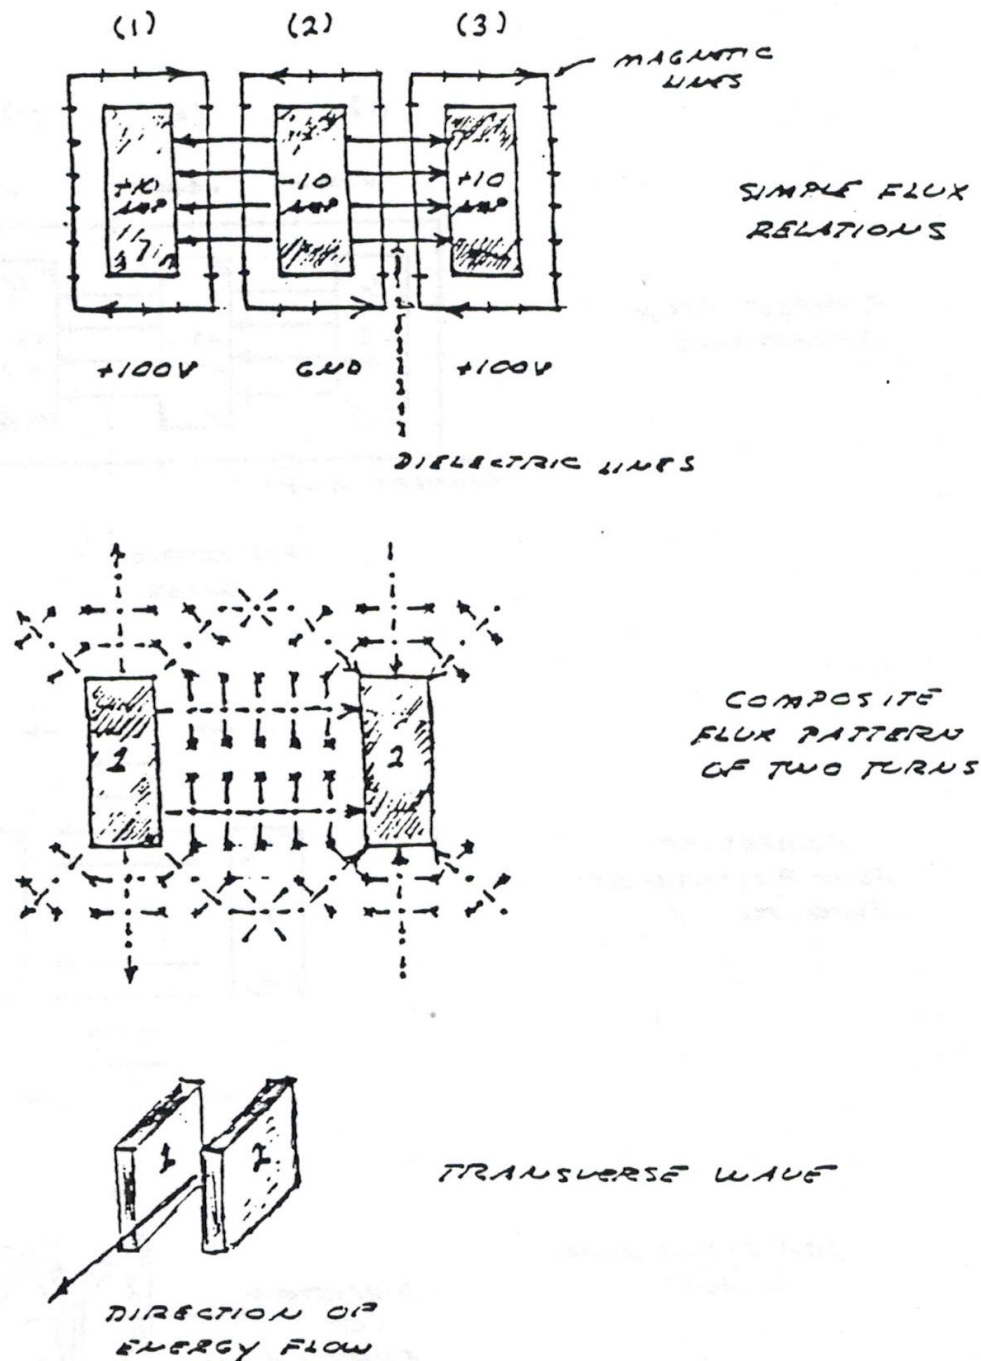 (1) (2) (3)
MAGNETIC
LINES
+10 -10 +10
AMP AMP AMP
SIMPLE FLUX
RELATIONS
+100V GND +100V
DIELECTRIC LINES
1 2
COMPOSITE
FLUX PATTERN
OF TWO TURNS
1 2
TRANSVERSE WAVE
DIRECTION OF
ENERGY FLOW